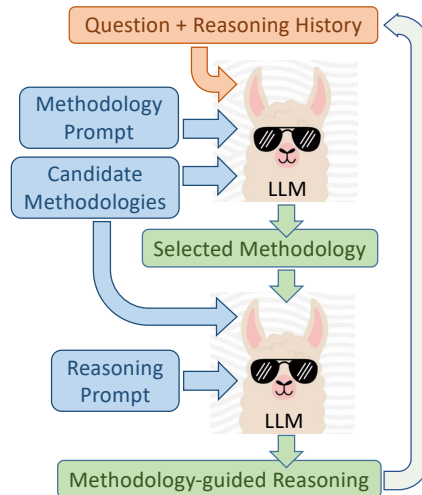 Question + Reasoning History
Methodology
Prompt
Candidate
Methodologies
LLM
Selected Methodology
Reasoning
Prompt
LLM
Methodology-guided Reasoning